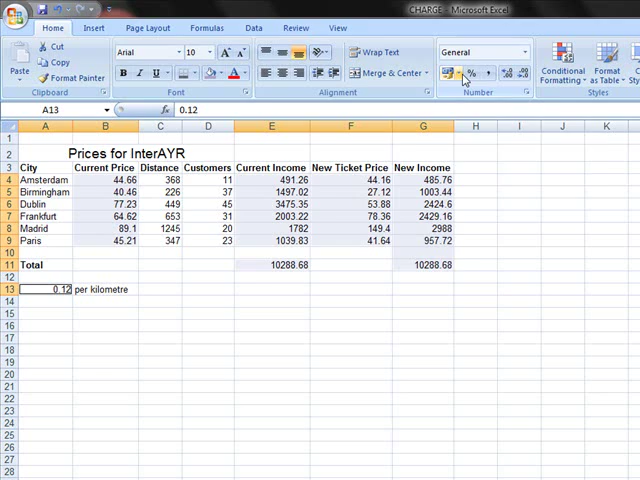 CHARGE - Microsoft Excel
Home Insert Page Layout Formulas Data Review View
Cut
Copy
Format Painter
Paste
Clipboard
Arial 10 A A
B I U A
Font
Wrap Text
Merge & Center
Alignment
General
% , .0 .00 .00 .0
Number
Conditional Formatting
Format as Table
Styles
A13 fx 0.12
A B C D E F G H I J K
1
2 Prices for InterAYR
3 City Current Price Distance Customers Current Income New Ticket Price New Income
4 Amsterdam 44.66 368 11 491.26 44.16 485.76
5 Birmingham 40.46 226 37 1497.02 27.12 1003.44
6 Dublin 77.23 449 45 3475.35 53.88 2424.6
7 Frankfurt 64.62 653 31 2003.22 78.36 2429.16
8 Madrid 89.1 1245 20 1782 149.4 2988
9 Paris 45.21 347 23 1039.83 41.64 957.72
10
11 Total 10288.68 10288.68
12
13 0.12 per kilometre
14
15
16
17
18
19
20
21
22
23
24
25
26
27
28